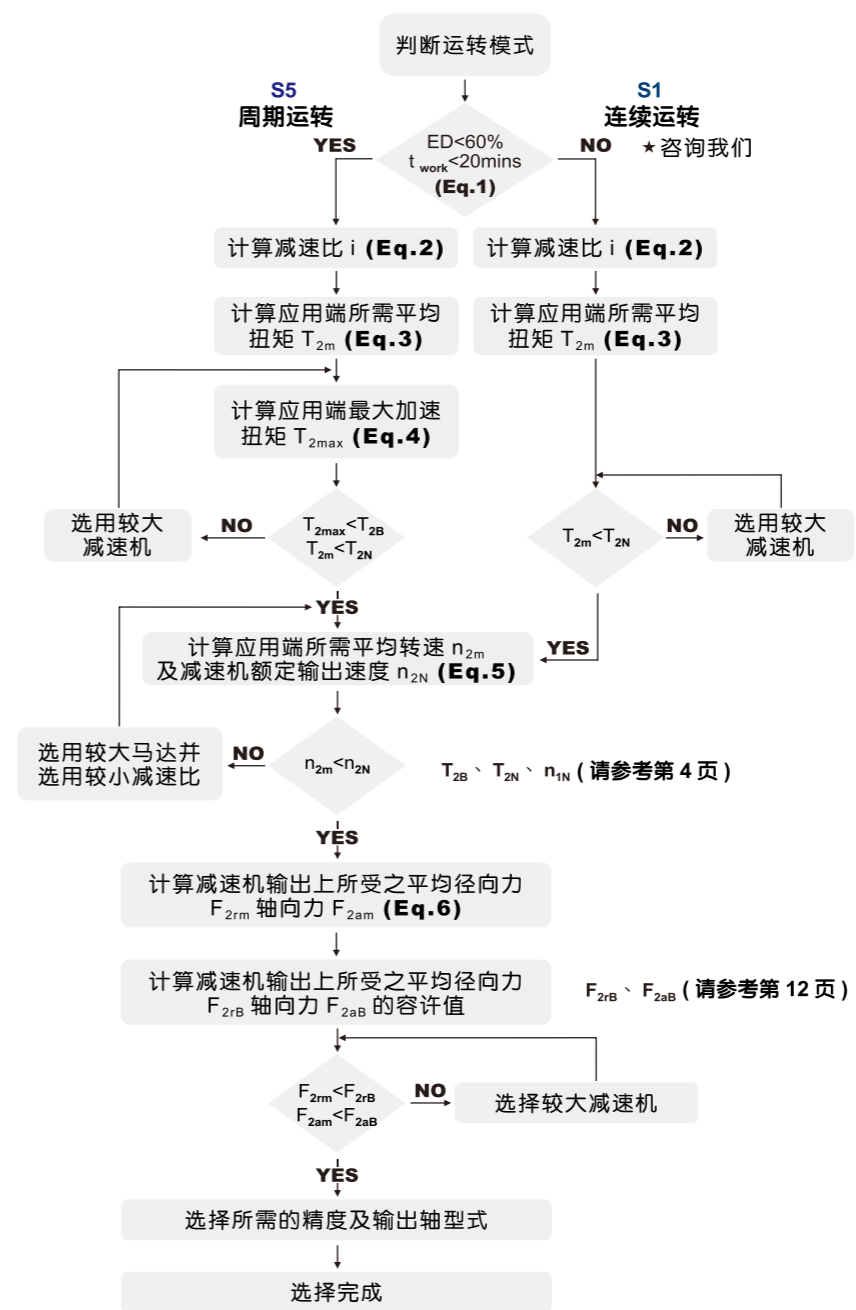 判断运转模式
S5
周期运转
S1
连续运转
YES
ED<60%
t work<20mins
(Eq.1)
NO
★咨询我们
计算减速比 i (Eq.2)
计算减速比 i (Eq.2)
计算应用端所需平均
扭矩 T2m (Eq.3)
计算应用端所需平均
扭矩 T2m (Eq.3)
计算应用端最大加速
扭矩 T2max (Eq.4)
选用较大
减速机
NO
T2max<T2B
T2m<T2N
T2m<T2N
NO
选用较大
减速机
YES
计算应用端所需平均转速 n2m
及减速机额定输出速度 n2N (Eq.5)
YES
选用较大马达并
选用较小减速比
NO
n2m<n2N
T2B、T2N、n1N ( 请参考第 4 页 )
YES
计算减速机输出上所受之平均径向力
F2rm 轴向力 F2am (Eq.6)
计算减速机输出上所受之平均径向力
F2rB 轴向力 F2aB 的容许值
F2rB、F2aB ( 请参考第 12 页 )
F2rm<F2rB
F2am<F2aB
NO
选择较大减速机
YES
选择所需的精度及输出轴型式
选择完成